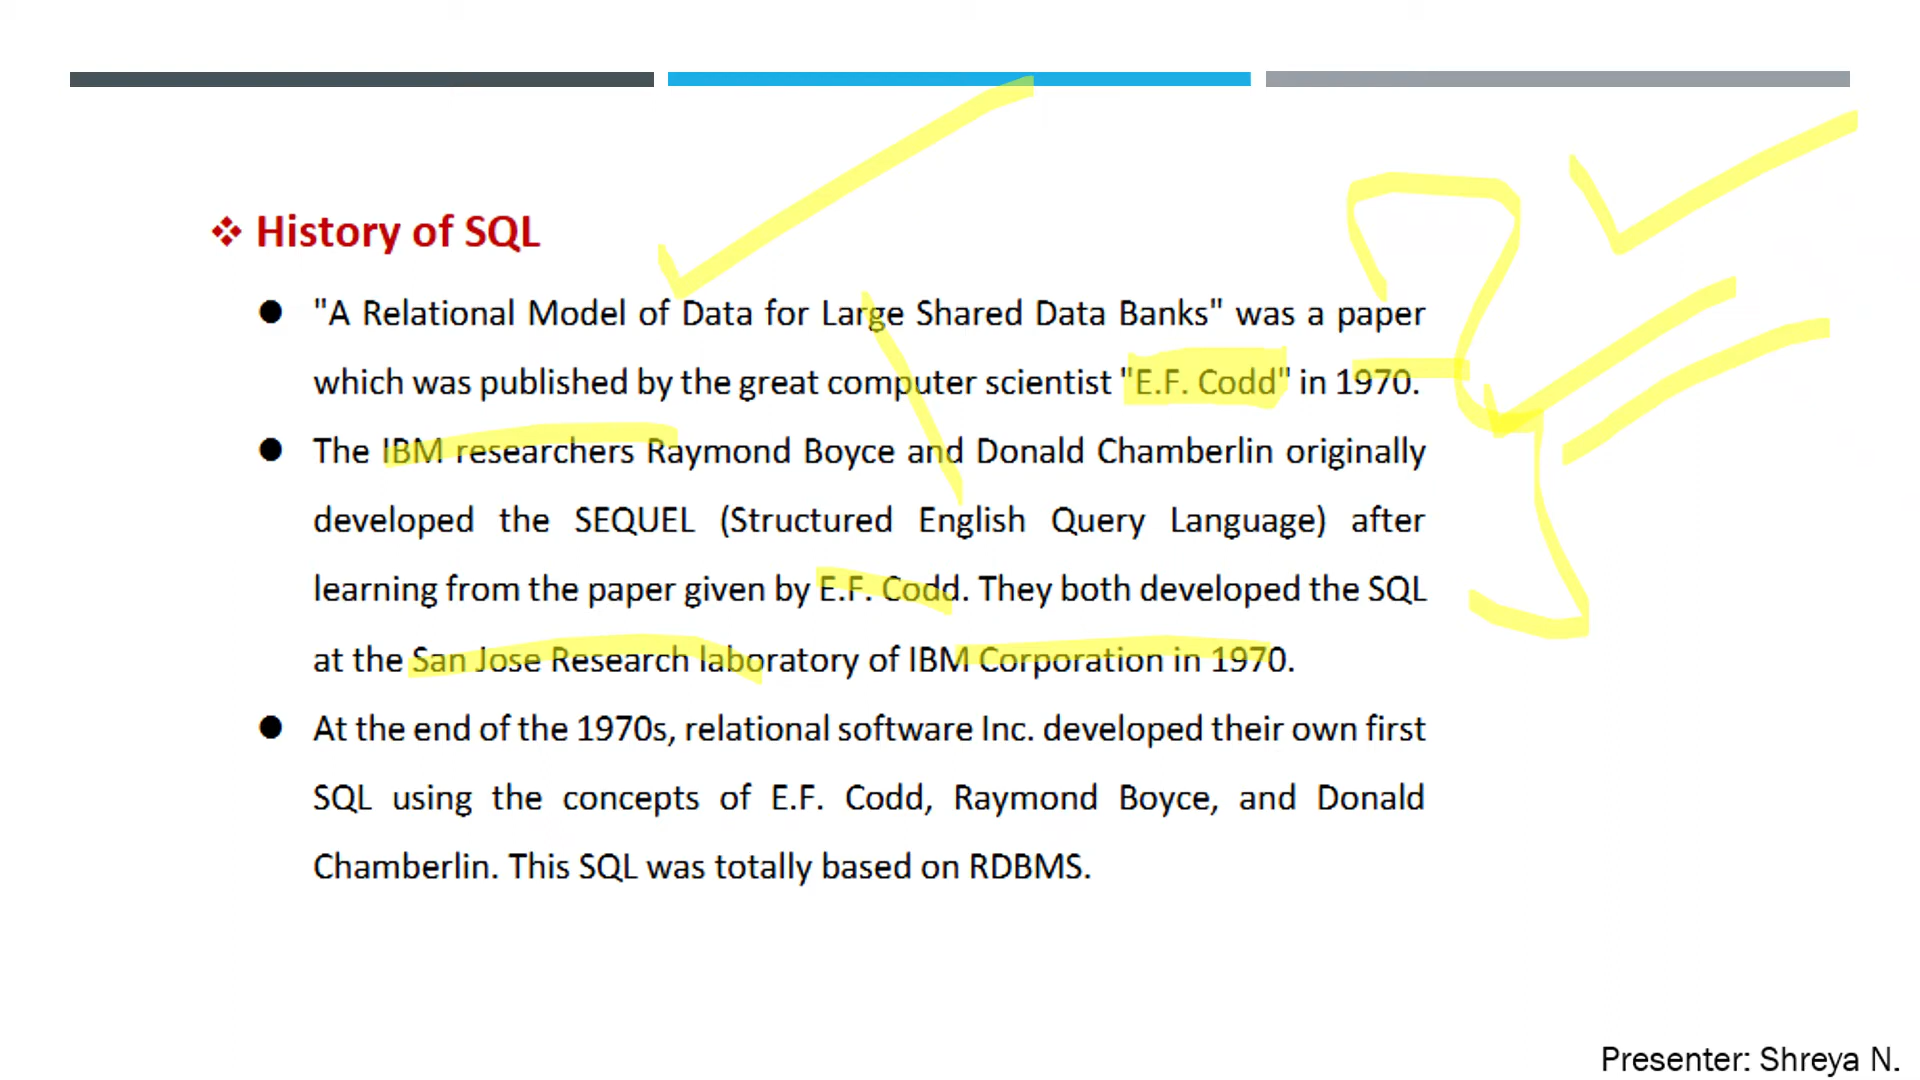 History of SQL
"A Relational Model of Data for Large Shared Data Banks" was a paper
which was published by the great computer scientist "E.F. Codd" in 1970.
The IBM researchers Raymond Boyce and Donald Chamberlin originally
developed the SEQUEL (Structured English Query Language) after
learning from the paper given by E.F. Codd. They both developed the SQL
at the San Jose Research laboratory of IBM Corporation in 1970.
At the end of the 1970s, relational software Inc. developed their own first
SQL using the concepts of E.F. Codd, Raymond Boyce, and Donald
Chamberlin. This SQL was totally based on RDBMS.
Presenter: Shreya N.